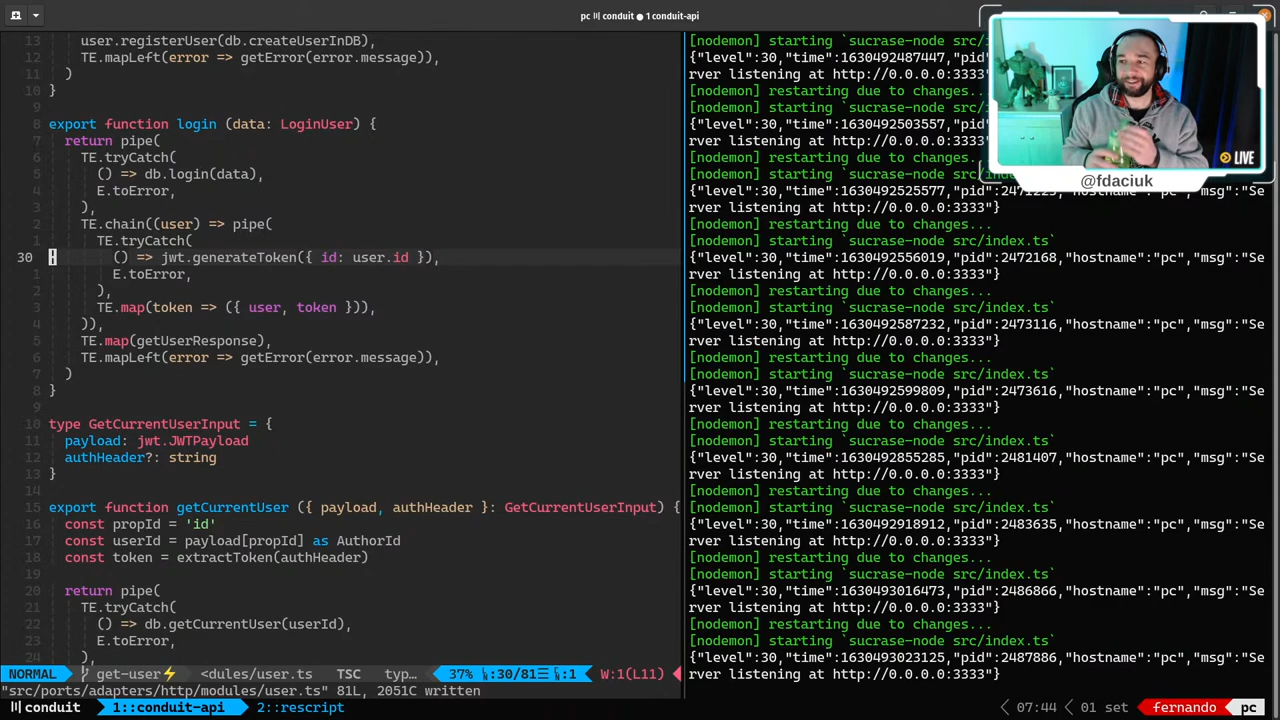 pc conduit ● 1 conduit-api
13 user.registerUser(db.createUserInDB),
12 TE.mapLeft(error => getError(error.message)),
11 )
10 }
9
8 export function login (data: LoginUser) {
7 return pipe(
6 TE.tryCatch(
5 () => db.login(data),
4 E.toError,
3 ),
2 TE.chain((user) => pipe(
1 TE.tryCatch(
30 () => jwt.generateToken({ id: user.id }),
1 E.toError,
2 ),
3 TE.map(token => ({ user, token })),
4 )),
5 TE.map(getUserResponse),
6 TE.mapLeft(error => getError(error.message)),
7 )
8 }
9
10 type GetCurrentUserInput = {
11 payload: jwt.JWTPayload
12 authHeader?: string
13 }
14
15 export function getCurrentUser ({ payload, authHeader }: GetCurrentUserInput) {
16 const propId = 'id'
17 const userId = payload[propId] as AuthorId
18 const token = extractToken(authHeader)
19
20 return pipe(
21 TE.tryCatch(
22 () => db.getCurrentUser(userId),
23 E.toError,
24 ),
NORMAL get-user⚡ <dules/user.ts TSC typ... 37% :30/81☰ :1 W:1(L11)
"src/ports/adapters/http/modules/user.ts" 81L, 2051C written
[nodemon] starting `sucrase-node src/
{"level":30,"time":1630492487447,"pid
rver listening at http://0.0.0.0:3333
[nodemon] restarting due to changes..
[nodemon] starting `sucrase-node src/
{"level":30,"time":1630492503557,"pid
rver listening at http://0.0.0.0:3333
[nodemon] restarting due to changes..
[nodemon] starting `sucrase-node src/
{"level":30,"time":1630492525577,"pid":2471225,"hostname":"pc","msg":"Se
rver listening at http://0.0.0.0:3333"}
[nodemon] restarting due to changes...
[nodemon] starting `sucrase-node src/index.ts`
{"level":30,"time":1630492556019,"pid":2472168,"hostname":"pc","msg":"Se
rver listening at http://0.0.0.0:3333"}
[nodemon] restarting due to changes...
[nodemon] starting `sucrase-node src/index.ts`
{"level":30,"time":1630492587232,"pid":2473116,"hostname":"pc","msg":"Se
rver listening at http://0.0.0.0:3333"}
[nodemon] restarting due to changes...
[nodemon] starting `sucrase-node src/index.ts`
{"level":30,"time":1630492599809,"pid":2473616,"hostname":"pc","msg":"Se
rver listening at http://0.0.0.0:3333"}
[nodemon] restarting due to changes...
[nodemon] starting `sucrase-node src/index.ts`
{"level":30,"time":1630492855285,"pid":2481407,"hostname":"pc","msg":"Se
rver listening at http://0.0.0.0:3333"}
[nodemon] restarting due to changes...
[nodemon] starting `sucrase-node src/index.ts`
{"level":30,"time":1630492918912,"pid":2483635,"hostname":"pc","msg":"Se
rver listening at http://0.0.0.0:3333"}
[nodemon] restarting due to changes...
[nodemon] starting `sucrase-node src/index.ts`
{"level":30,"time":1630493016473,"pid":2486866,"hostname":"pc","msg":"Se
rver listening at http://0.0.0.0:3333"}
[nodemon] restarting due to changes...
[nodemon] starting `sucrase-node src/index.ts`
{"level":30,"time":1630493023125,"pid":2487886,"hostname":"pc","msg":"Se
rver listening at http://0.0.0.0:3333"}
LIVE
@fdaciuk
conduit 1::conduit-api 2::rescript 07:44 01 set fernando pc